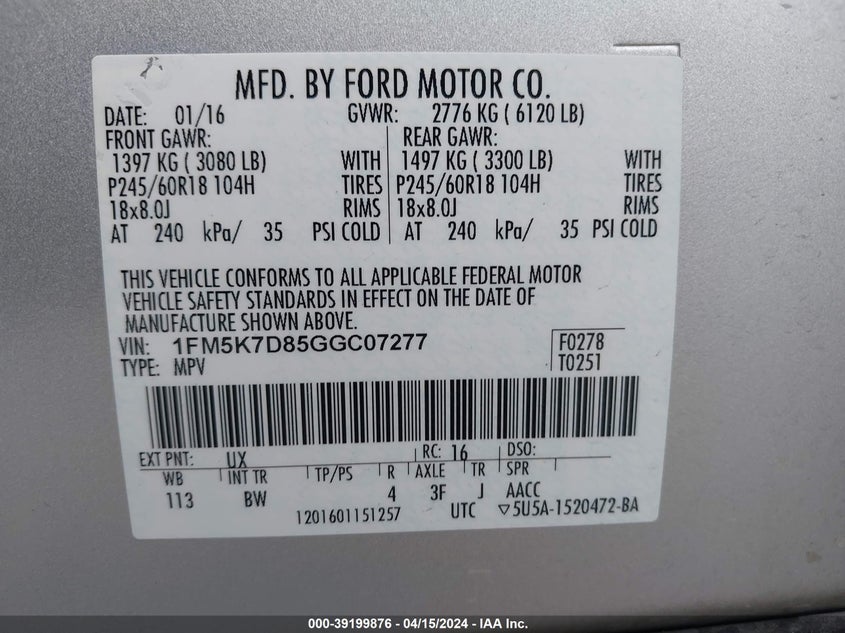 MFD. BY FORD MOTOR CO.
DATE: 01/16 GVWR: 2776 KG ( 6120 LB)
FRONT GAWR: REAR GAWR:
1397 KG ( 3080 LB) WITH 1497 KG ( 3300 LB) WITH
P245/60R18 104H TIRES P245/60R18 104H TIRES
18x8.0J RIMS 18x8.0J RIMS
AT 240 kPa/ 35 PSI COLD AT 240 kPa/ 35 PSI COLD
THIS VEHICLE CONFORMS TO ALL APPLICABLE FEDERAL MOTOR
VEHICLE SAFETY STANDARDS IN EFFECT ON THE DATE OF
MANUFACTURE SHOWN ABOVE.
VIN: 1FM5K7D85GGC07277 F0278
TYPE: MPV T0251
EXT PNT: UX RC: 16 DSO:
WB INT TR TP/PS R AXLE TR SPR
113 BW 4 3F J AACC
1201601151257 UTC ▽5U5A-1520472-BA
000-39199876 - 04/15/2024 - IAA Inc.